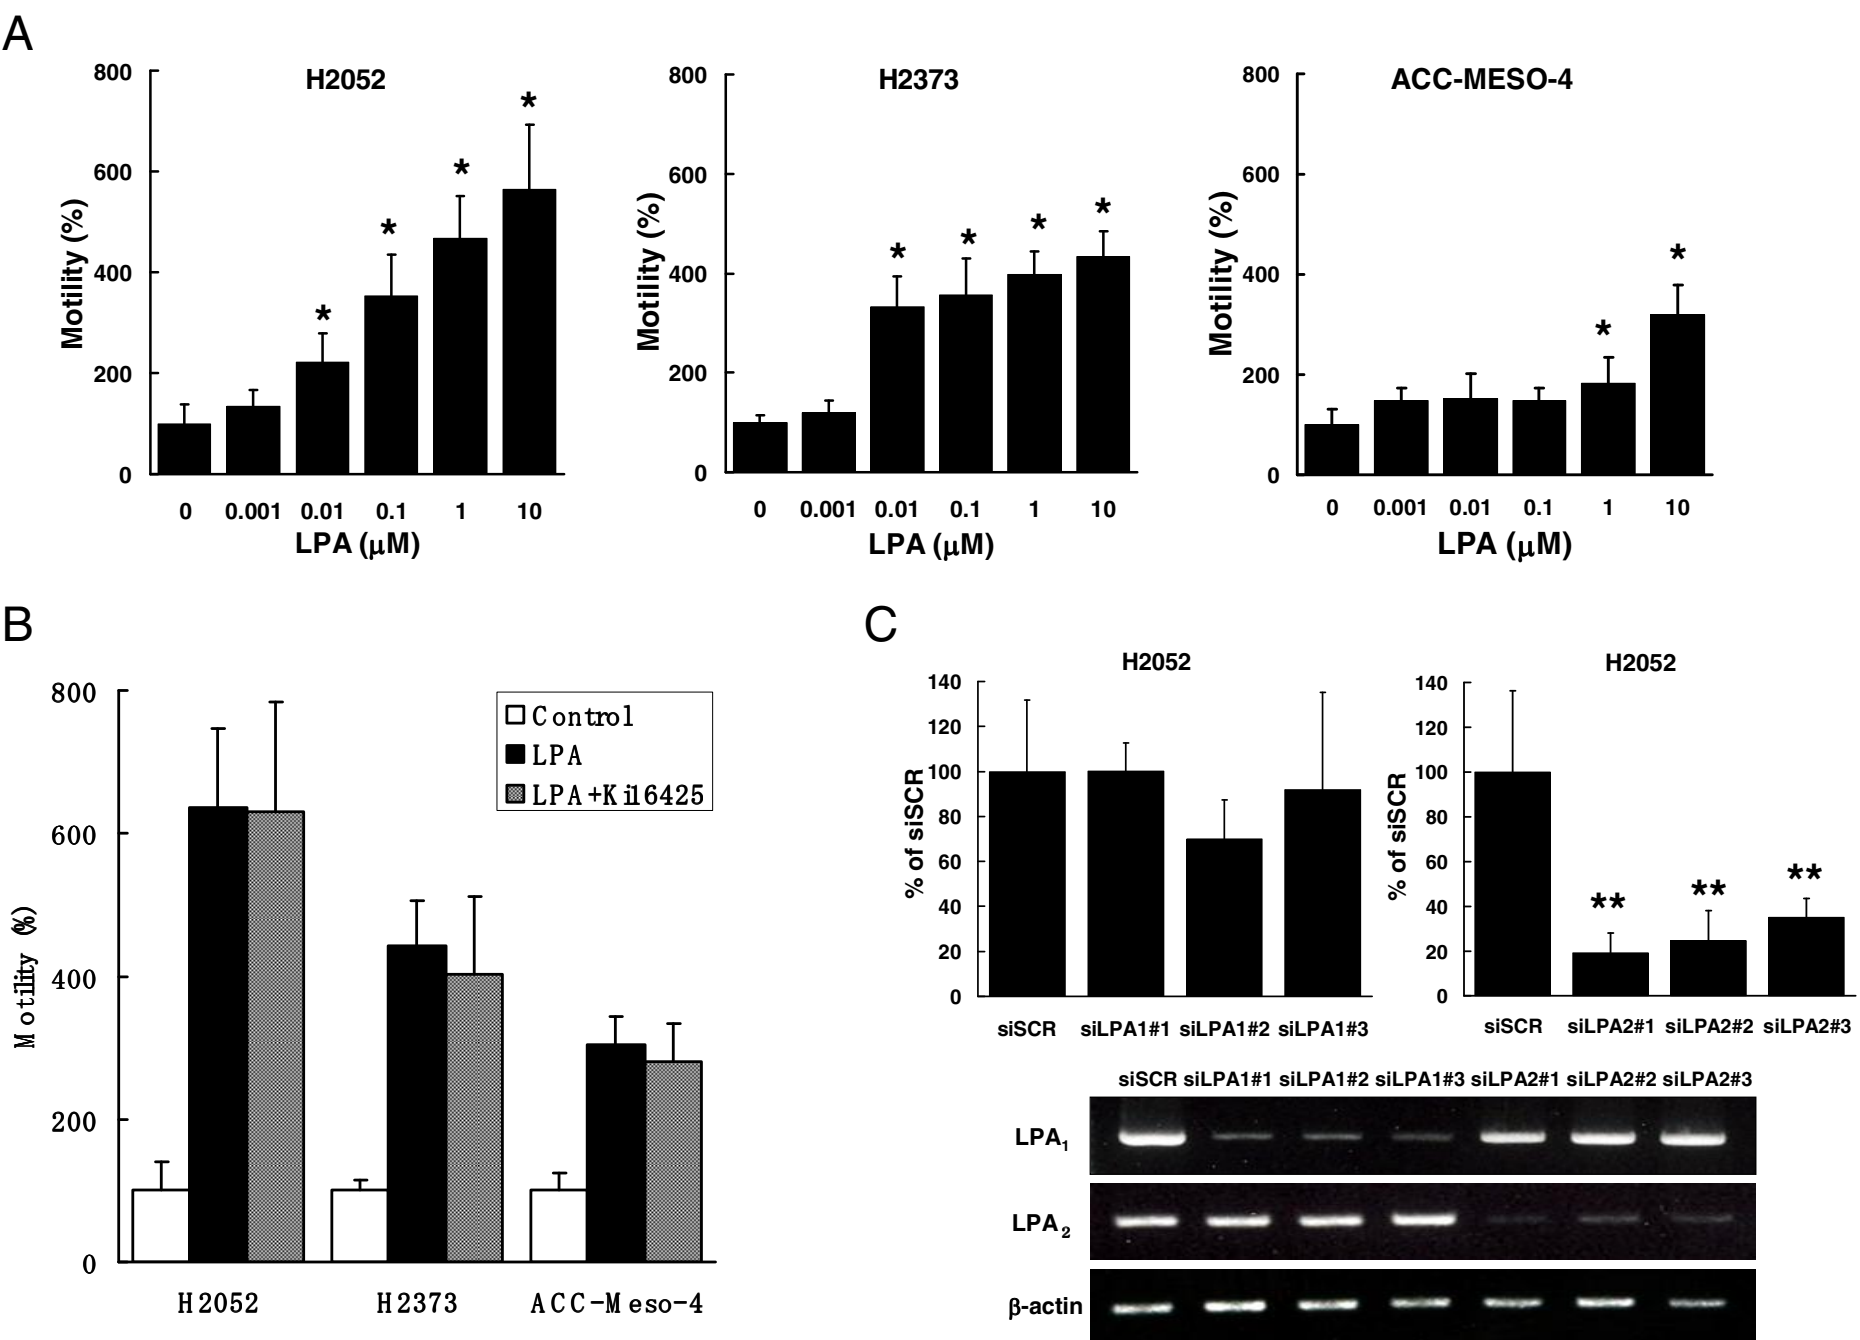 A
H2052
H2373
ACC-MESO-4
800
600
400
200
0
Motility (%)
*
*
*
*
0 0.001 0.01 0.1 1 10
LPA (μM)
800
600
400
200
0
Motility (%)
*
*
*
*
0 0.001 0.01 0.1 1 10
LPA (μM)
800
600
400
200
0
Motility (%)
*
*
0 0.001 0.01 0.1 1 10
LPA (μM)
B
800
600
400
200
0
Motility (%)
Control
LPA
LPA+Ki16425
H2052 H2373 ACC-Meso-4
C
H2052
140
120
100
80
60
40
20
0
% of siSCR
siSCR siLPA1#1 siLPA1#2 siLPA1#3
H2052
140
120
100
80
60
40
20
0
% of siSCR
**
**
**
siSCR siLPA2#1 siLPA2#2 siLPA2#3
siSCR siLPA1#1 siLPA1#2 siLPA1#3 siLPA2#1 siLPA2#2 siLPA2#3
LPA1
LPA2
β-actin